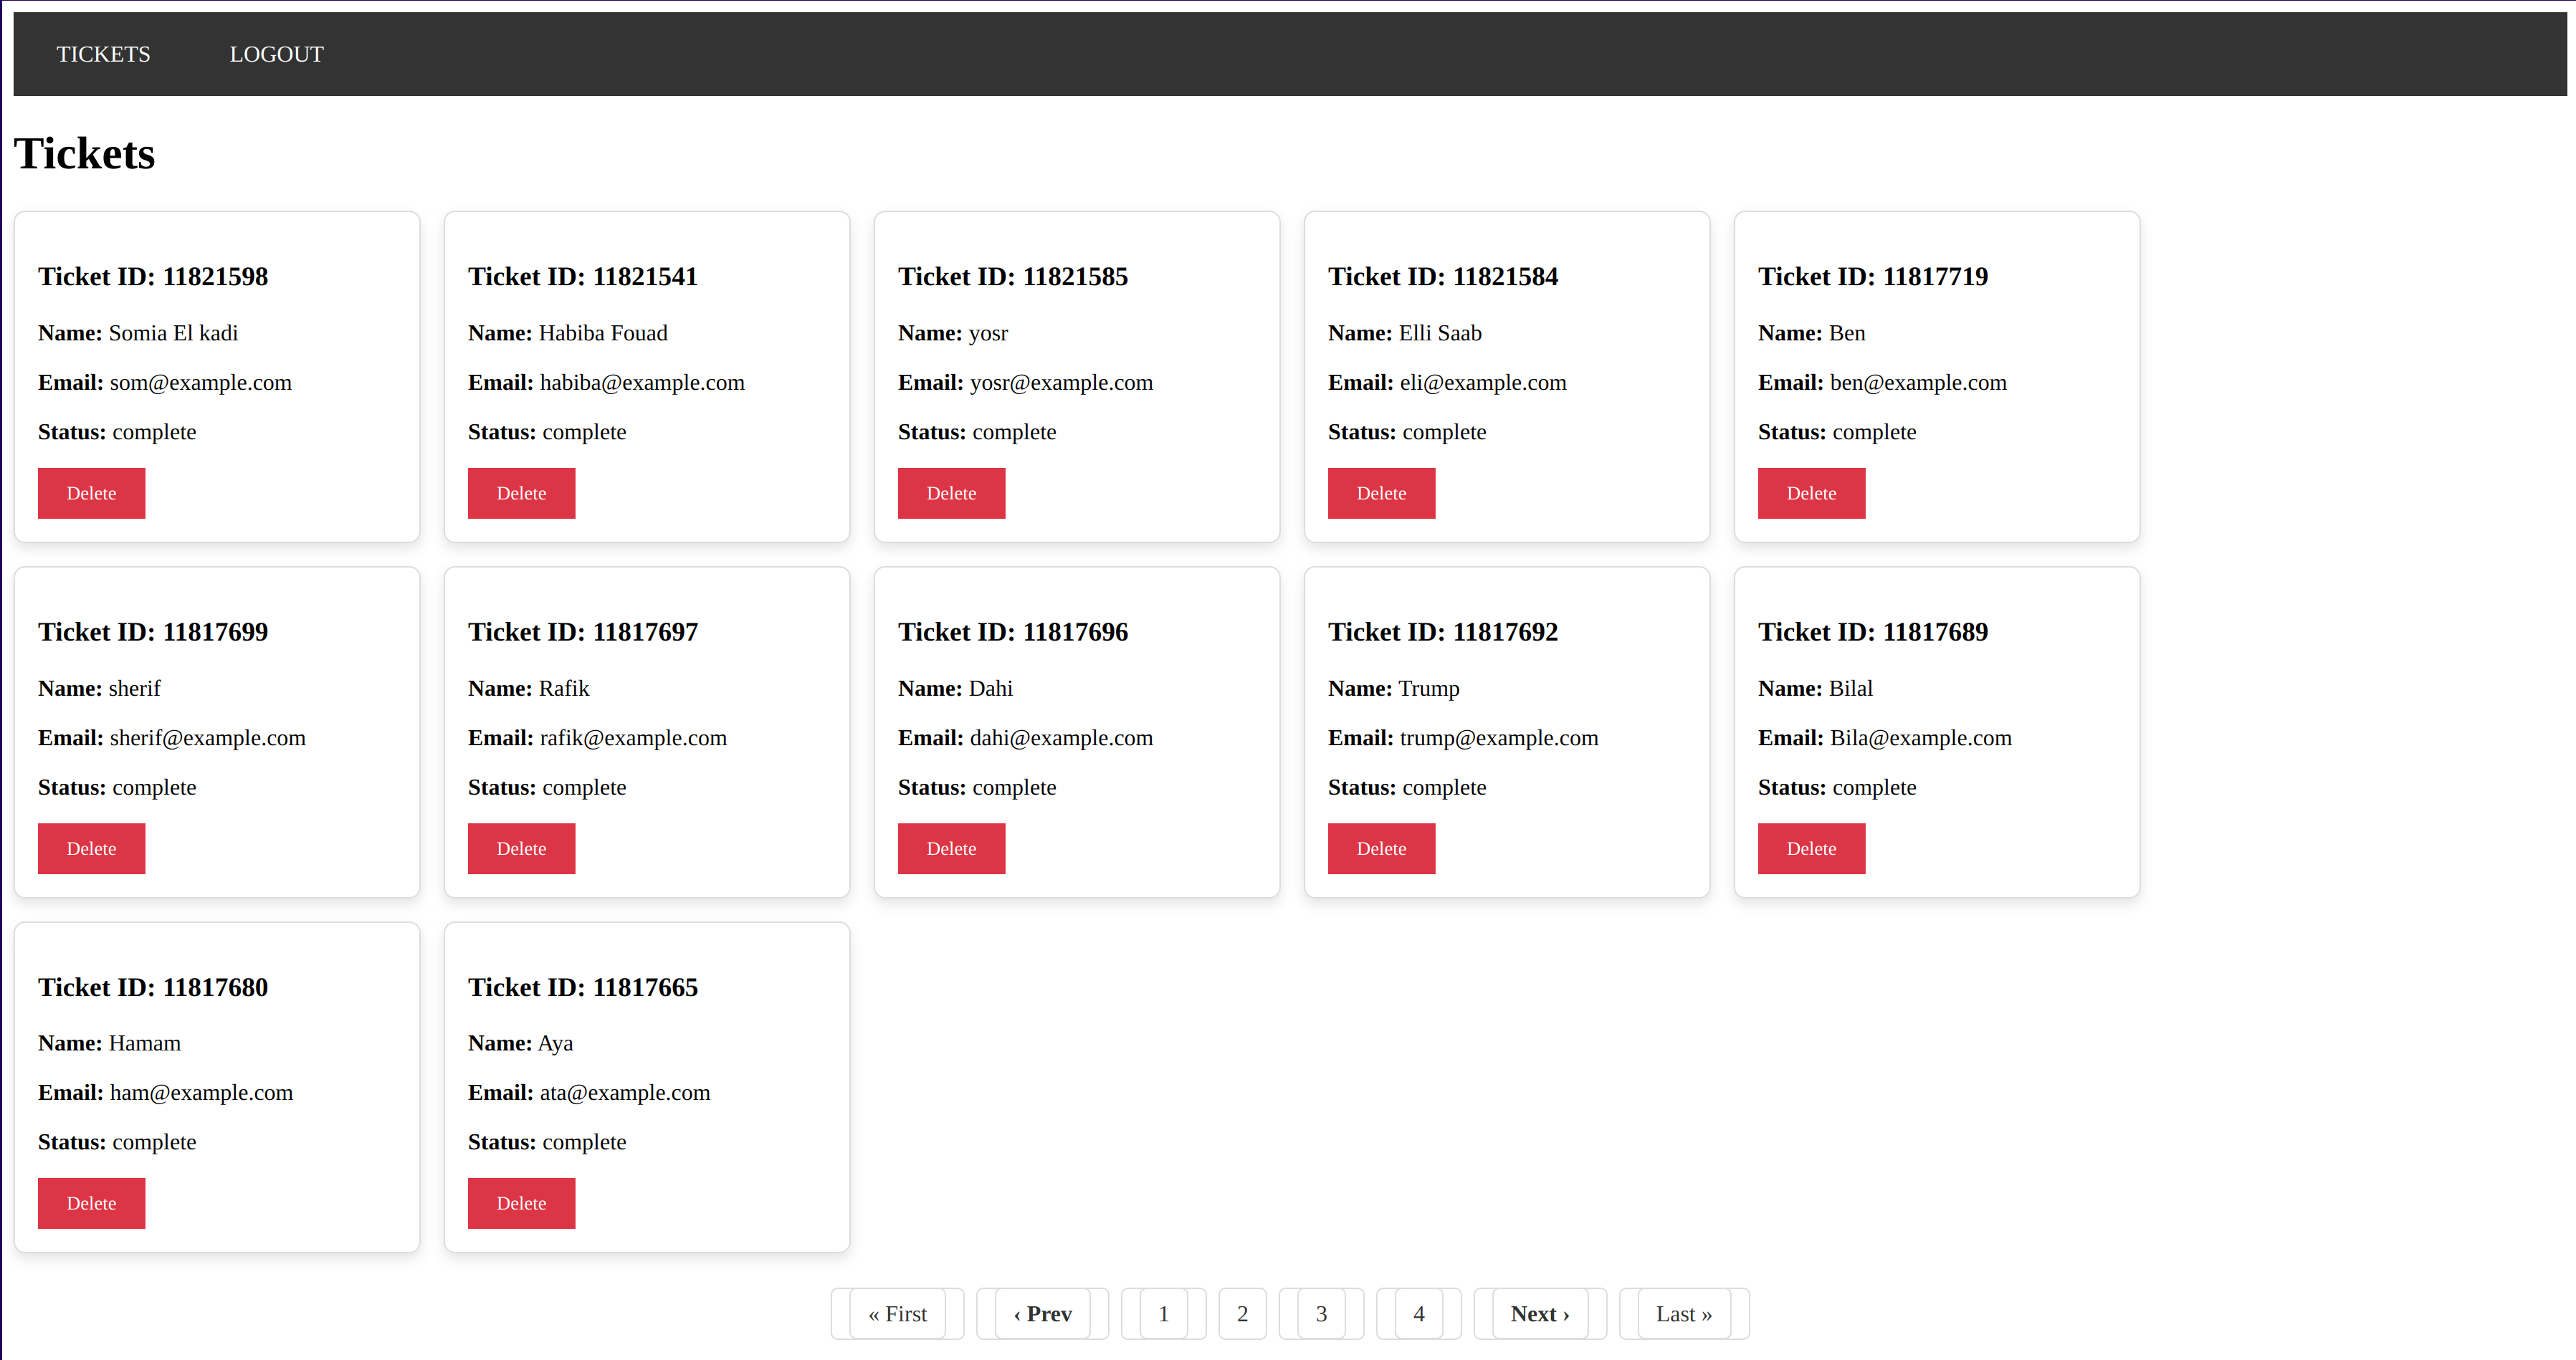 TICKETS LOGOUT
Tickets
Ticket ID: 11821598
Name: Somia El kadi
Email: som@example.com
Status: complete
Delete
Ticket ID: 11821541
Name: Habiba Fouad
Email: habiba@example.com
Status: complete
Delete
Ticket ID: 11821585
Name: yosr
Email: yosr@example.com
Status: complete
Delete
Ticket ID: 11821584
Name: Elli Saab
Email: eli@example.com
Status: complete
Delete
Ticket ID: 11817719
Name: Ben
Email: ben@example.com
Status: complete
Delete
Ticket ID: 11817699
Name: sherif
Email: sherif@example.com
Status: complete
Delete
Ticket ID: 11817697
Name: Rafik
Email: rafik@example.com
Status: complete
Delete
Ticket ID: 11817696
Name: Dahi
Email: dahi@example.com
Status: complete
Delete
Ticket ID: 11817692
Name: Trump
Email: trump@example.com
Status: complete
Delete
Ticket ID: 11817689
Name: Bilal
Email: Bila@example.com
Status: complete
Delete
Ticket ID: 11817680
Name: Hamam
Email: ham@example.com
Status: complete
Delete
Ticket ID: 11817665
Name: Aya
Email: ata@example.com
Status: complete
Delete
« First ‹ Prev 1 2 3 4 Next › Last »